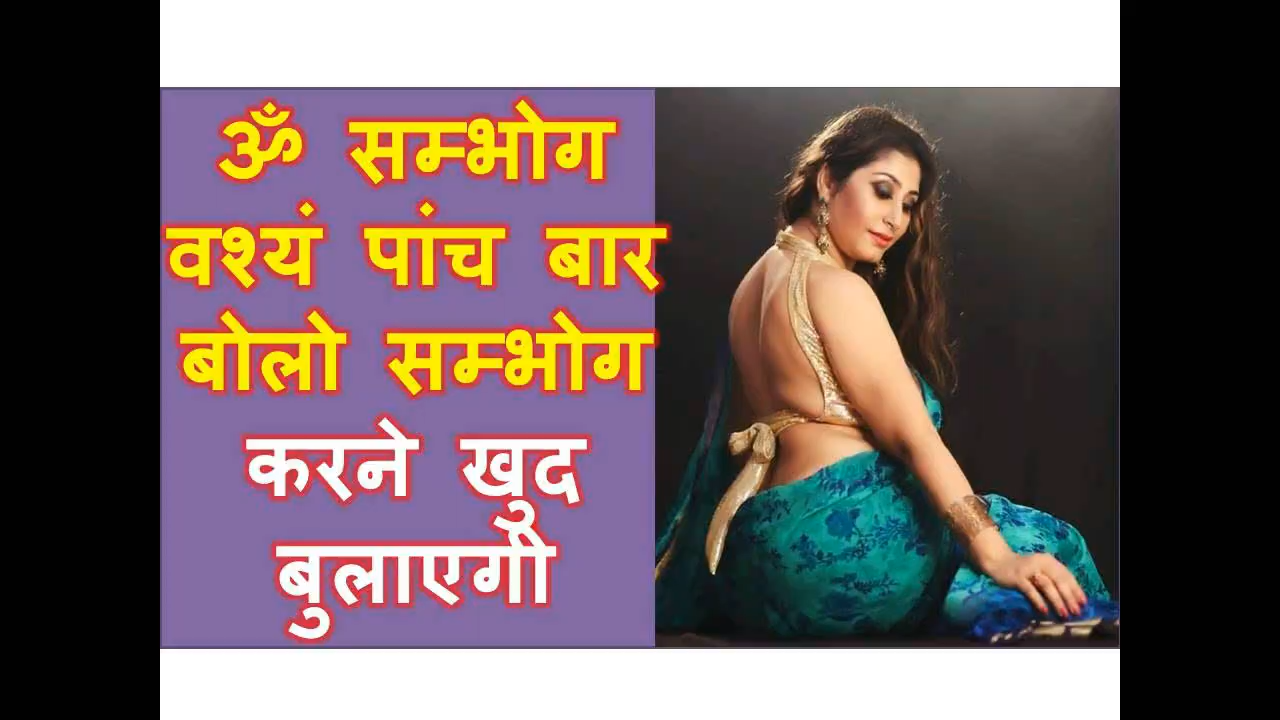 ॐ सम्भोग
वश्यं पांच बार
बोलो सम्भोग
करने खुद
बुलाएगी